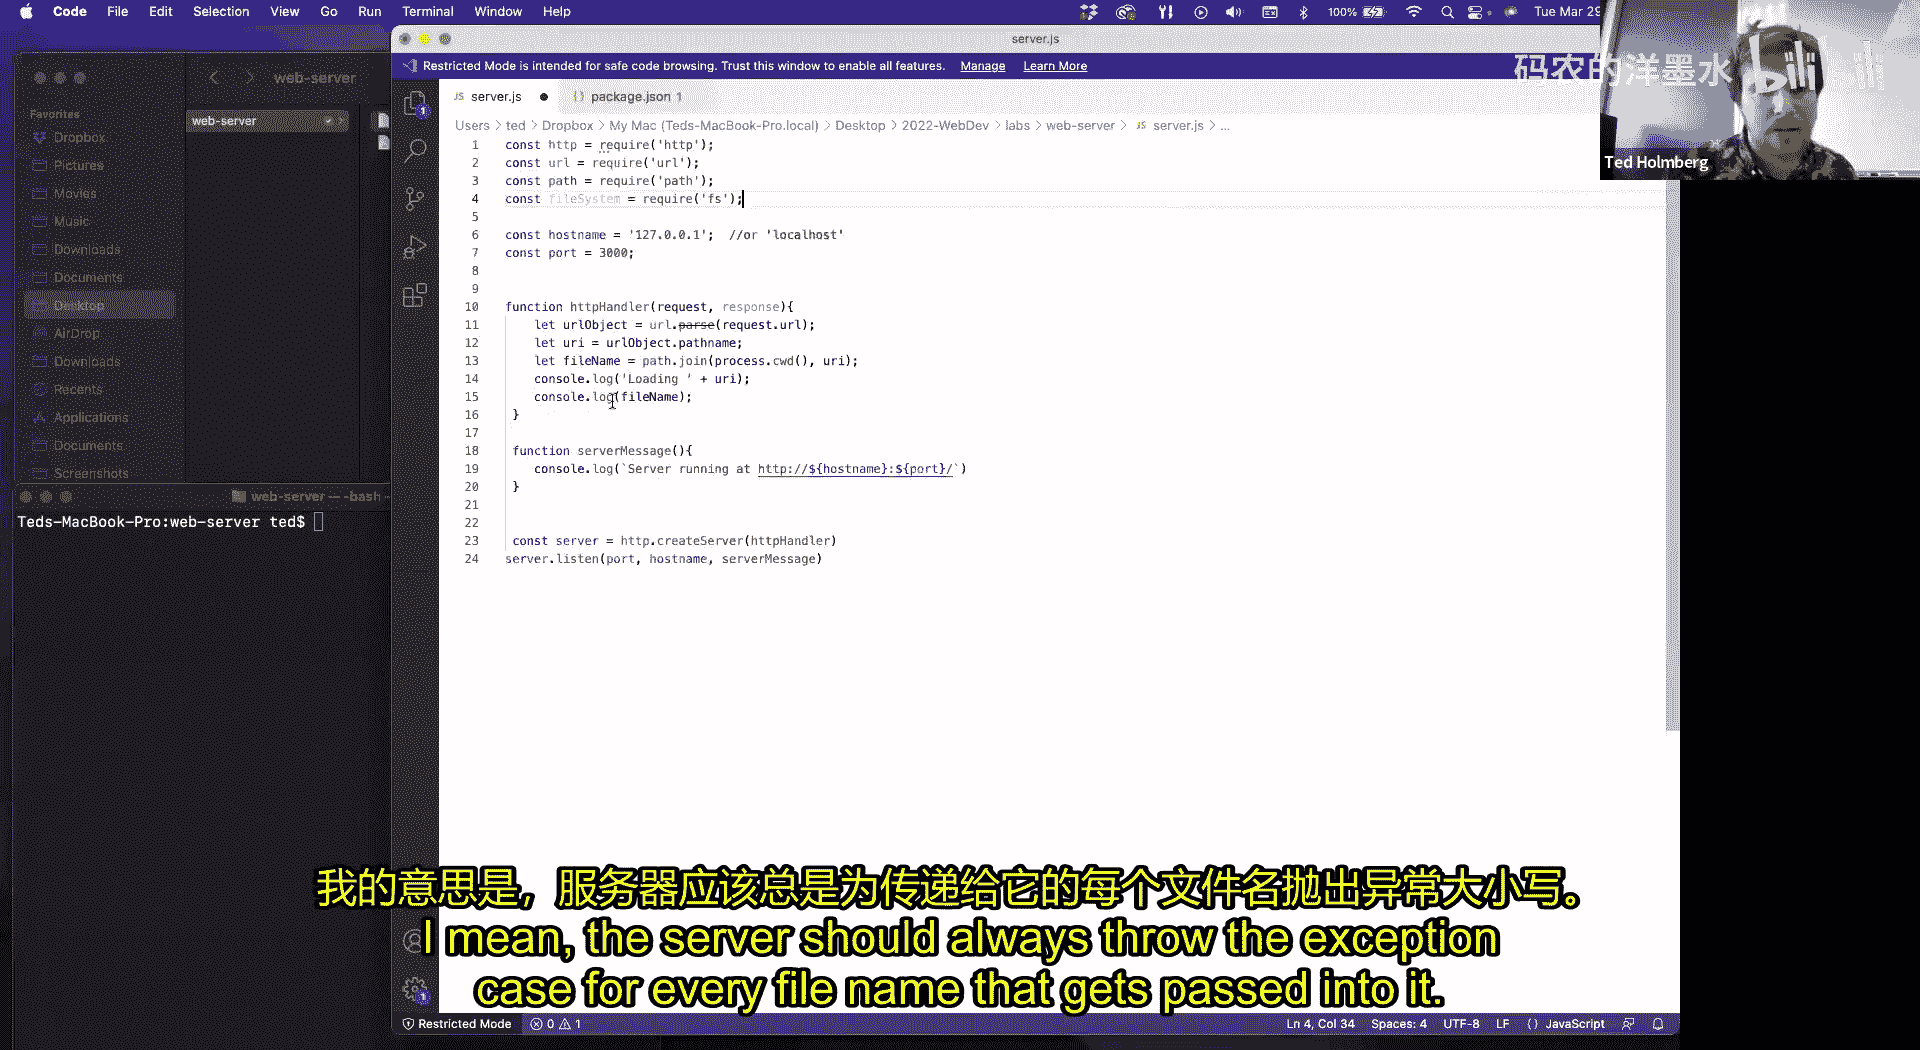 Code File Edit Selection View Go Run Terminal Window Help
100%
Tue Mar 29
server.js
Restricted Mode is intended for safe code browsing. Trust this window to enable all features. Manage Learn More
码农的洋墨水
bilibili
Ted Holmberg
web-server
Favorites
Dropbox
Pictures
Movies
Music
Downloads
Documents
Desktop
AirDrop
Downloads
Recents
Applications
Documents
Screenshots
web-server
web-server — -bash
Teds-MacBook-Pro:web-server ted$
JS server.js ● {} package.json 1
Users > ted > Dropbox > My Mac (Teds-MacBook-Pro.local) > Desktop > 2022-WebDev > labs > web-server > JS server.js > ...
1 const http = require('http');
2 const url = require('url');
3 const path = require('path');
4 const fileSystem = require('fs');
5
6 const hostname = '127.0.0.1'; //or 'localhost'
7 const port = 3000;
8
9
10 function httpHandler(request, response){
11 let urlObject = url.parse(request.url);
12 let uri = urlObject.pathname;
13 let fileName = path.join(process.cwd(), uri);
14 console.log('Loading ' + uri);
15 console.log(fileName);
16 }
17
18 function serverMessage(){
19 console.log(`Server running at http://${hostname}:${port}/`)
20 }
21
22
23 const server = http.createServer(httpHandler)
24 server.listen(port, hostname, serverMessage)
我的意思是，服务器应该总是为传递给它的每个文件名抛出异常大小写。
I mean, the server should always throw the exception
case for every file name that gets passed into it.
Restricted Mode 0 1 Ln 4, Col 34 Spaces: 4 UTF-8 LF {} JavaScript